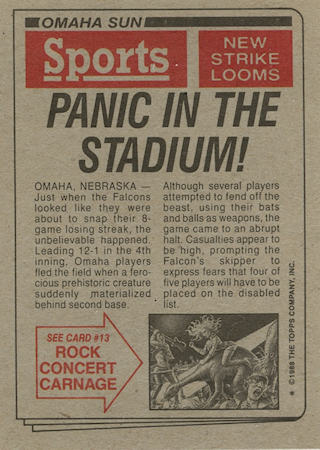 OMAHA SUN
Sports
NEW
STRIKE
LOOMS
PANIC IN THE
STADIUM!
OMAHA, NEBRASKA —
Just when the Falcons
looked like they were
about to snap their 8-
game losing streak, the
unbelievable happened.
Leading 12-1 in the 4th
inning, Omaha players
fled the field when a fero-
cious prehistoric creature
suddenly materialized
behind second base.
Although several players
attempted to fend off the
beast, using their bats
and balls as weapons, the
game came to an abrupt
halt. Casualties appear to
be high, prompting the
Falcon's skipper to
express fears that four of
five players will have to be
placed on the disabled
list.
SEE CARD #13
ROCK
CONCERT
CARNAGE
* © 1988 THE TOPPS COMPANY, INC.